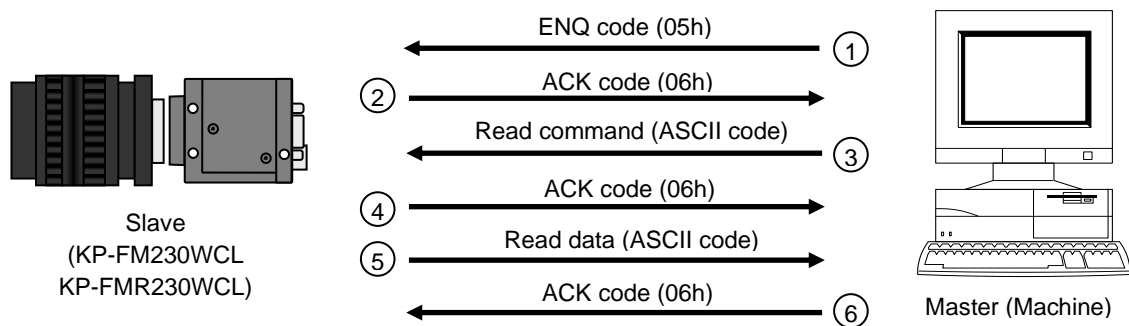 ENQ code (05h)
①
② ACK code (06h)
Read command (ASCII code)
③
ACK code (06h)
④
Slave
(KP-FM230WCL
KP-FMR230WCL)
Read data (ASCII code)
⑤
ACK code (06h)
⑥
Master (Machine)